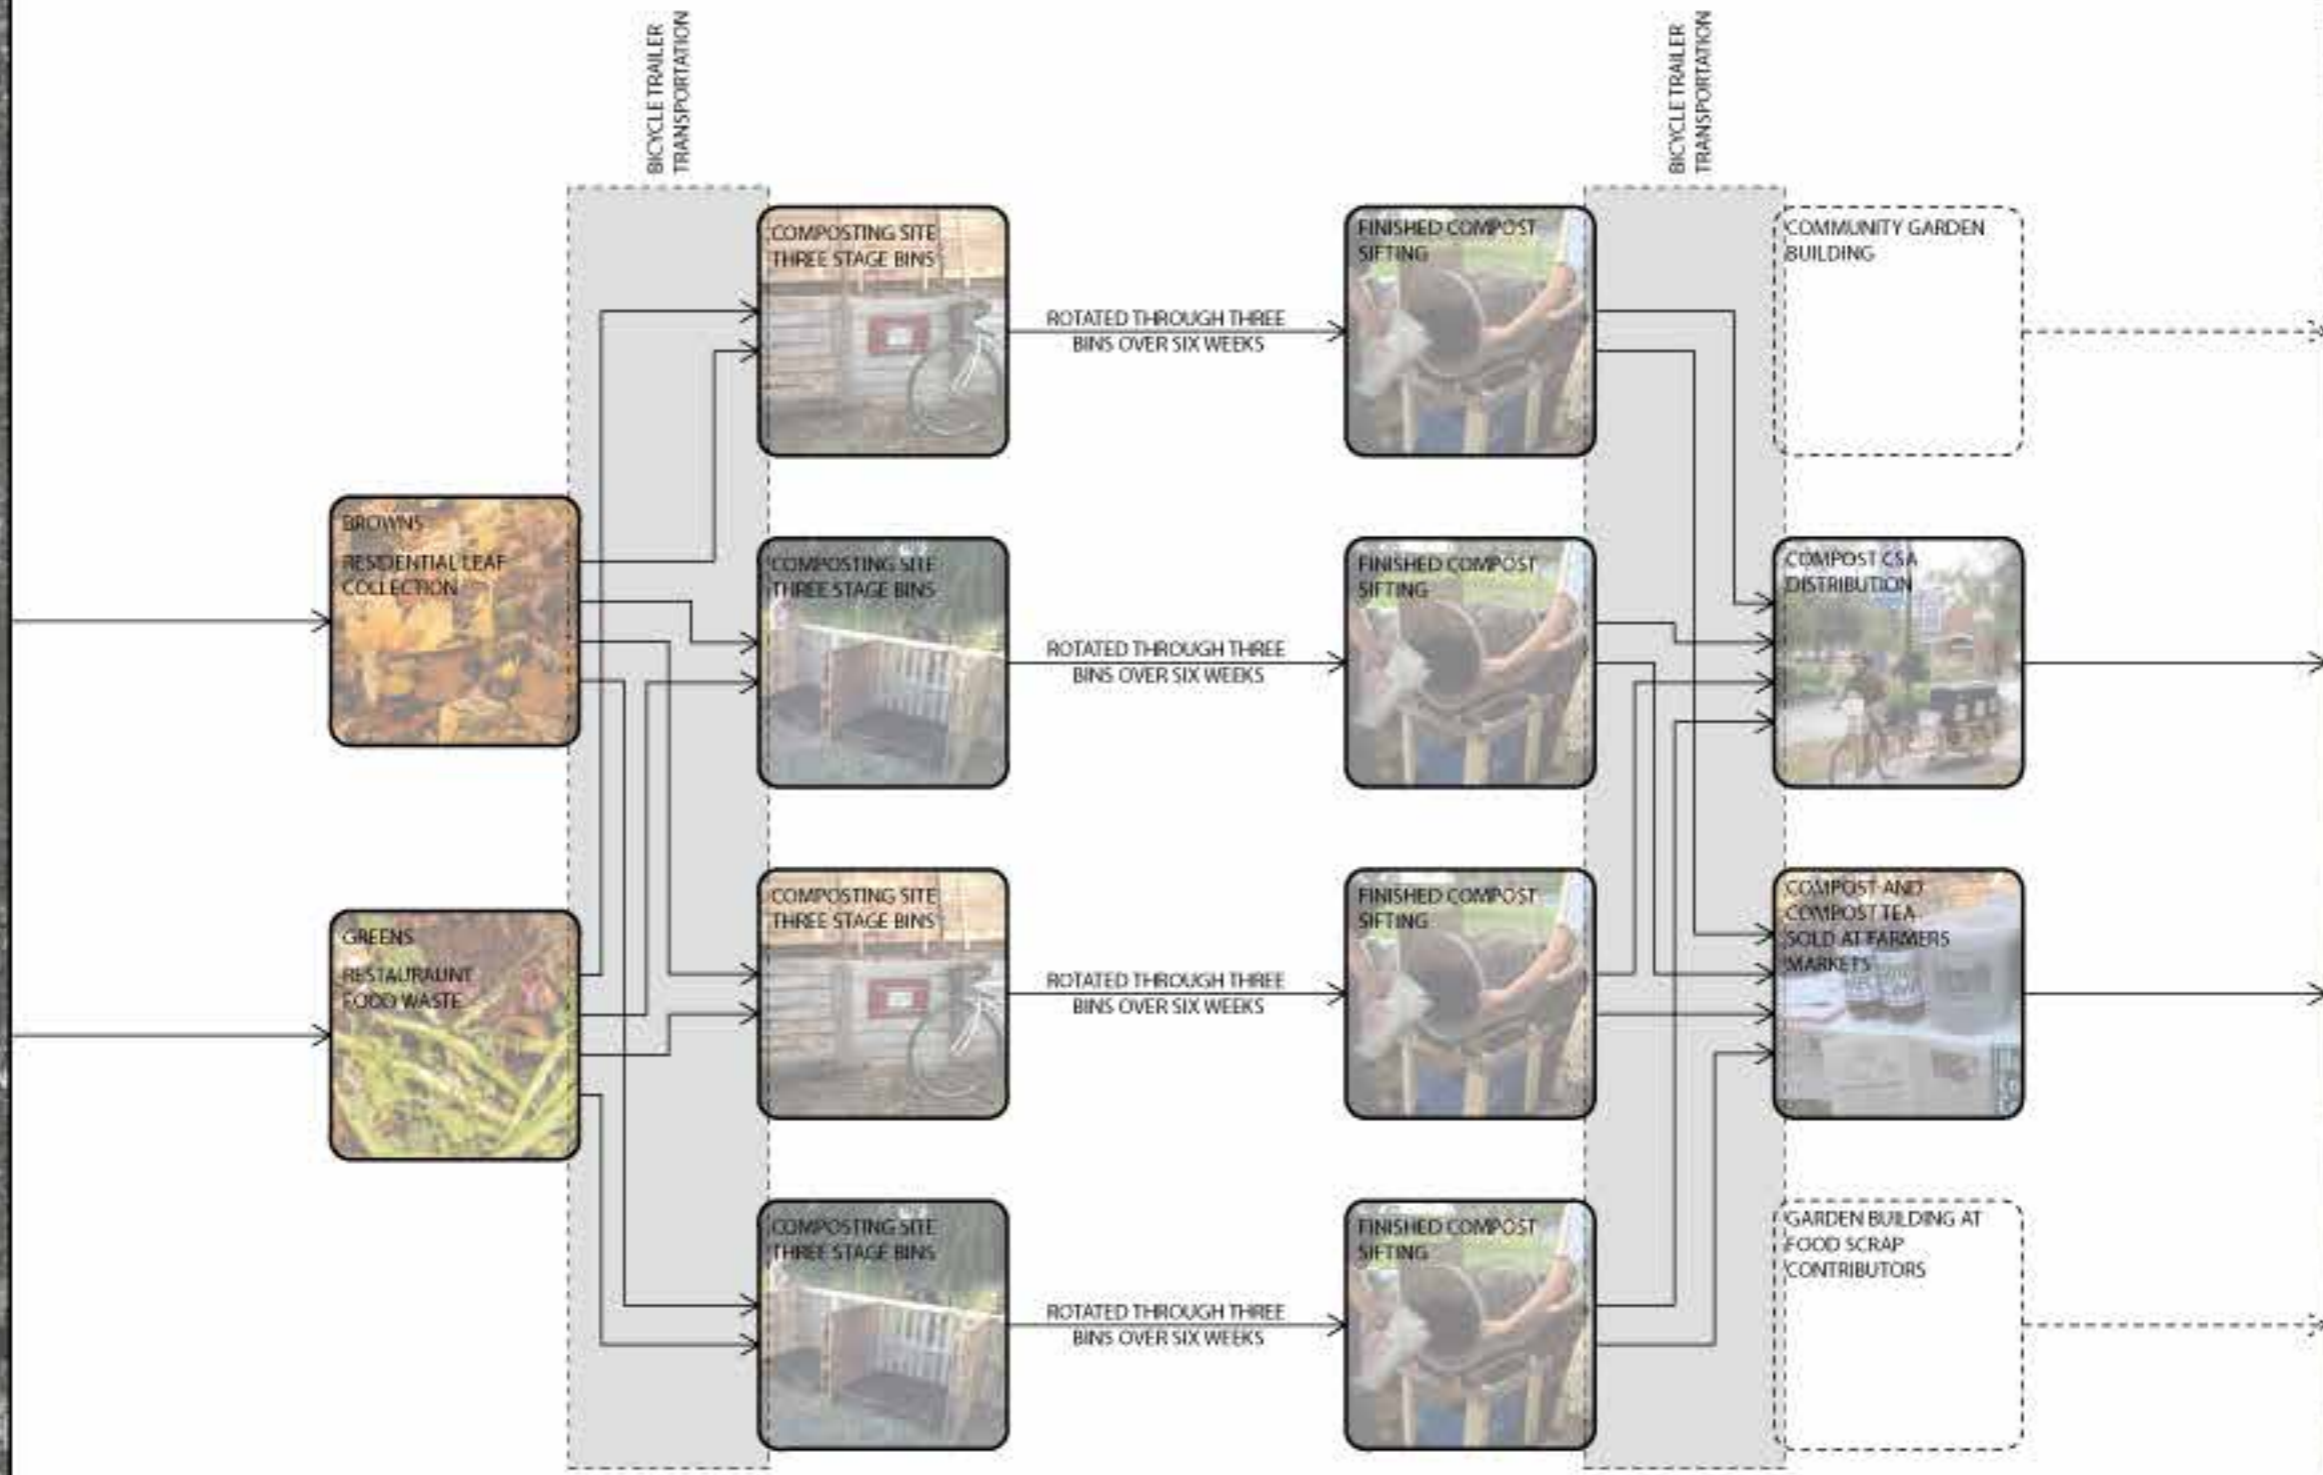 BICYCLE TRAILER
TRANSPORTATION
BICYCLE TRAILER
TRANSPORTATION
BROWNS
RESIDENTIAL LEAF
COLLECTION
GREENS
RESTAURAUNT
FOOD WASTE
COMPOSTING SITE
THREE STAGE BINS
ROTATED THROUGH THREE
BINS OVER SIX WEEKS
FINISHED COMPOST
SIFTING
COMMUNITY GARDEN
BUILDING
COMPOSTING SITE
THREE STAGE BINS
ROTATED THROUGH THREE
BINS OVER SIX WEEKS
FINISHED COMPOST
SIFTING
COMPOST CSA
DISTRIBUTION
COMPOSTING SITE
THREE STAGE BINS
ROTATED THROUGH THREE
BINS OVER SIX WEEKS
FINISHED COMPOST
SIFTING
COMPOST AND
COMPOST TEA
SOLD AT FARMERS
MARKETS
COMPOSTING SITE
THREE STAGE BINS
ROTATED THROUGH THREE
BINS OVER SIX WEEKS
FINISHED COMPOST
SIFTING
GARDEN BUILDING AT
FOOD SCRAP
CONTRIBUTORS